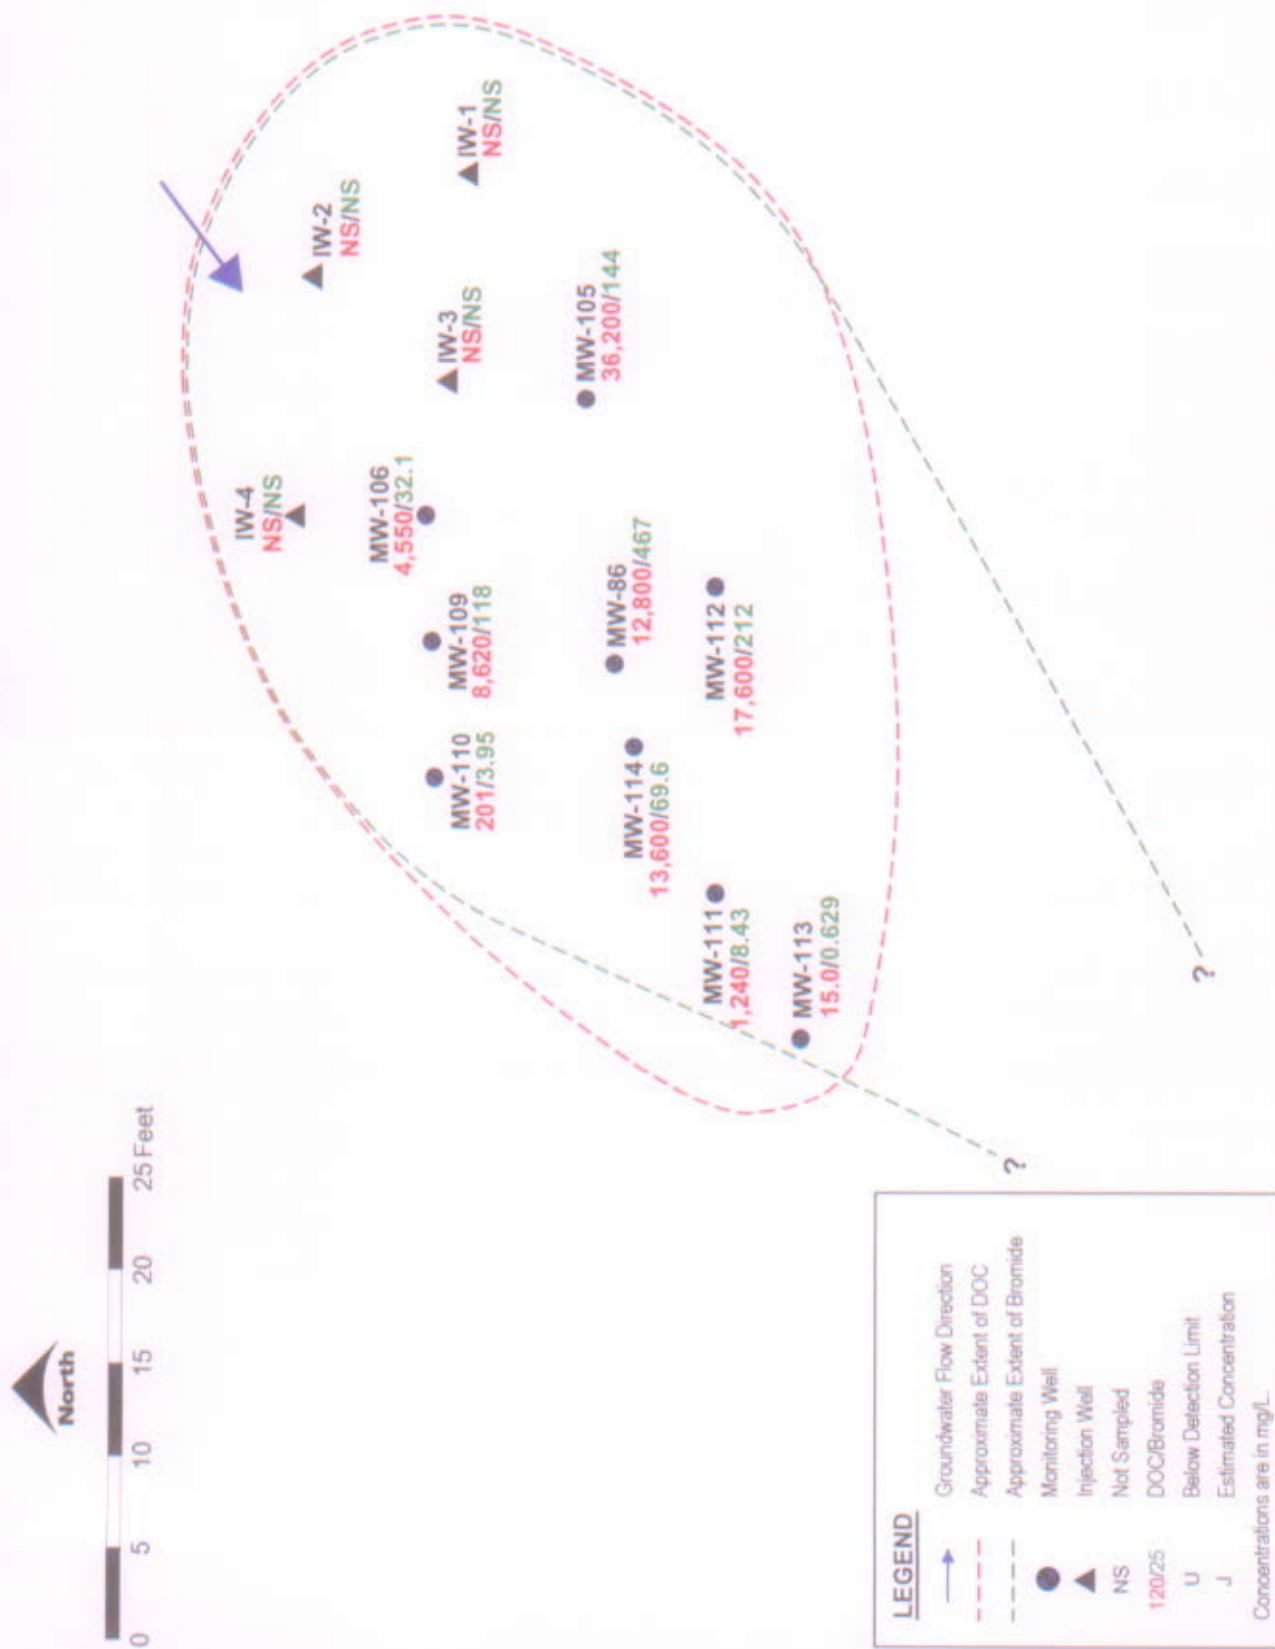 North
0 5 10 15 20 25 Feet
IW-4
NS/NS
IW-2
NS/NS
IW-3
NS/NS
IW-1
NS/NS
MW-106
4,550/32.1
MW-109
8,620/118
MW-110
201/3.95
MW-105
36,200/144
MW-86
12,800/467
MW-114
13,600/69.6
MW-112
17,600/212
MW-111
1,240/8.43
MW-113
15.0/0.629
?
?
LEGEND
Groundwater Flow Direction
Approximate Extent of DOC
Approximate Extent of Bromide
Monitoring Well
Injection Well
NS Not Sampled
120/25 DOC/Bromide
U Below Detection Limit
J Estimated Concentration
Concentrations are in mg/L.